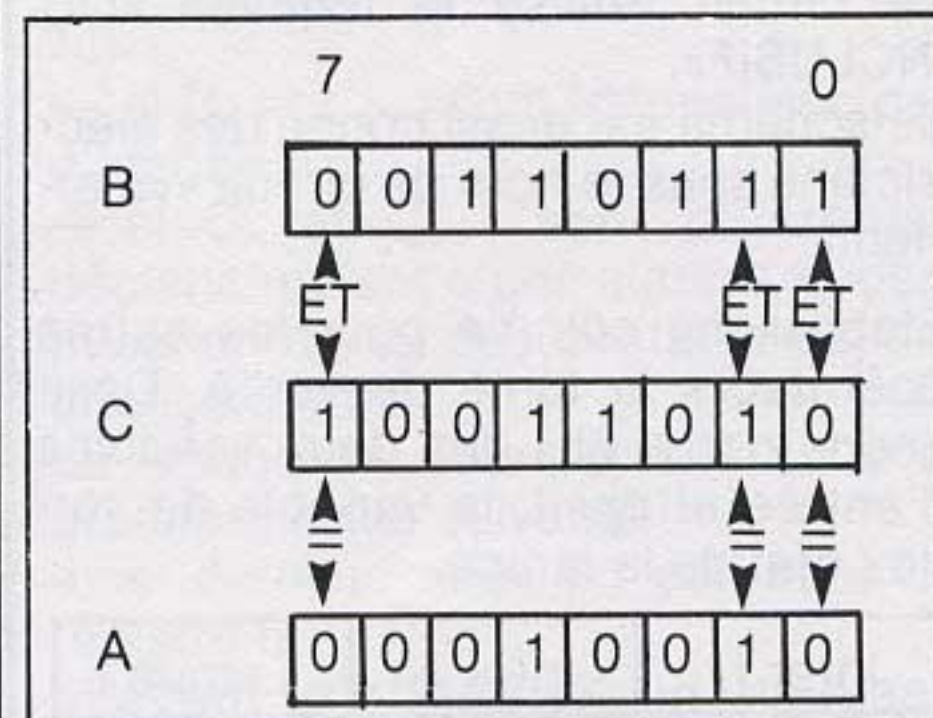 7 0
B 0 0 1 1 0 1 1 1
ET ET ET
C 1 0 0 1 1 0 1 0
= = =
A 0 0 0 1 0 0 1 0